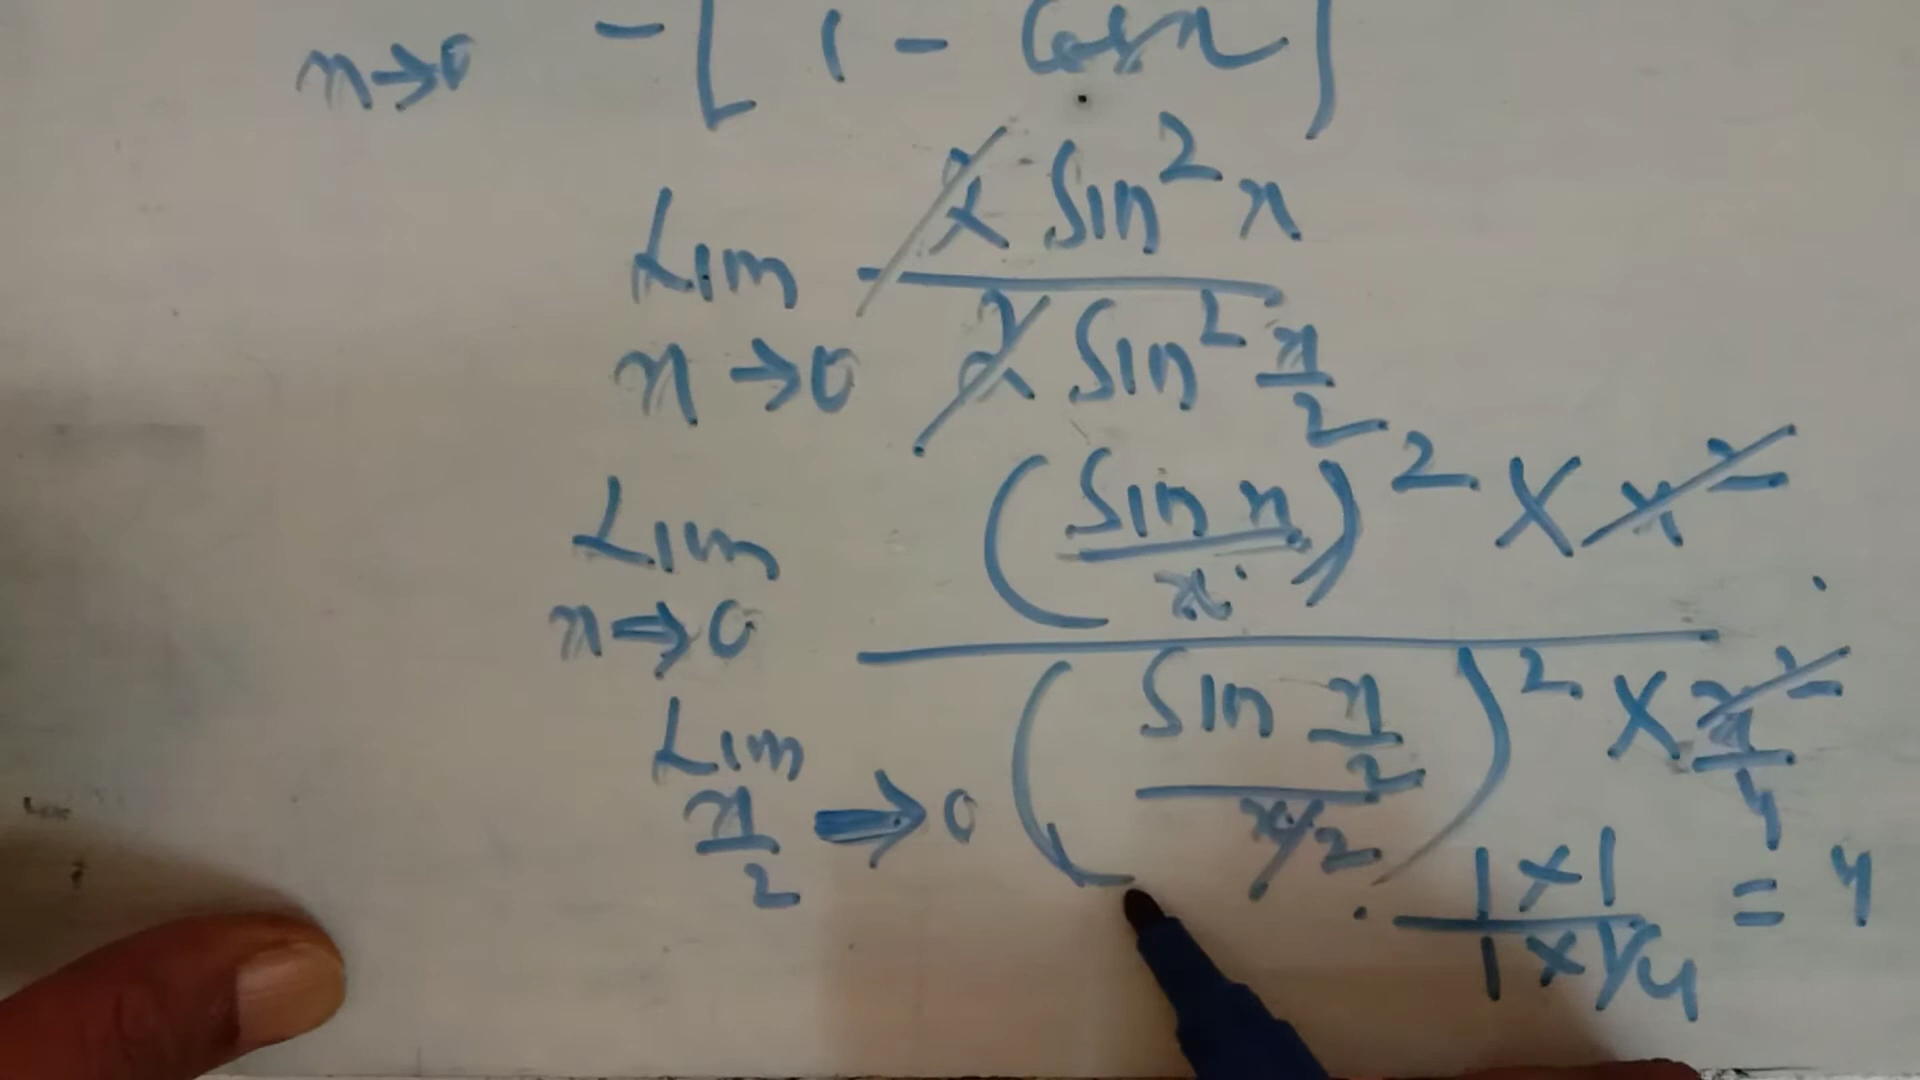 x→0 -[1 - Cosx]
Lim 2 Sin² x
x→0 2 Sin² x/2
Lim (Sin x / x)² × x²
x→0
Lim x/2 → 0 (Sin x/2 / x/2)² × x²/4
1×1 / 1×1/4 = 4